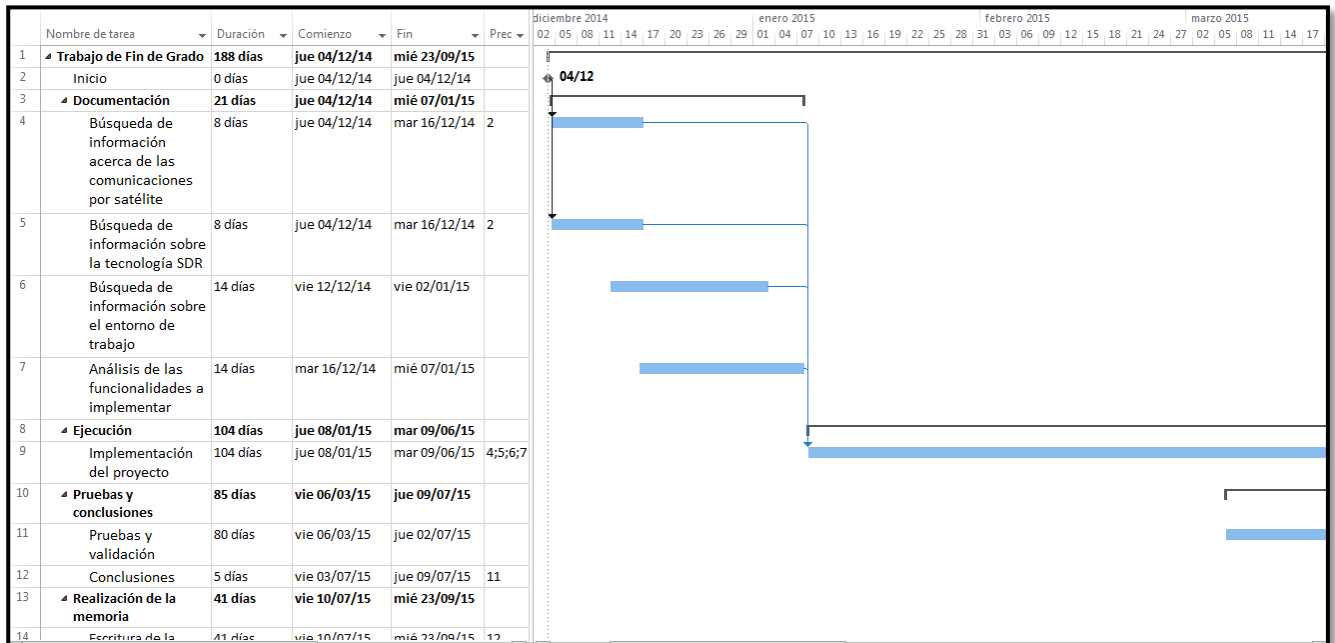 diciembre 2014 enero 2015 febrero 2015 marzo 2015
Nombre de tarea Duración Comienzo Fin Prec 02 05 08 11 14 17 20 23 26 29 01 04 07 10 13 16 19 22 25 28 31 03 06 09 12 15 18 21 24 27 02 05 08 11 14 17
1 Trabajo de Fin de Grado 188 días jue 04/12/14 mié 23/09/15
2 Inicio 0 días jue 04/12/14 jue 04/12/14 04/12
3 Documentación 21 días jue 04/12/14 mié 07/01/15
4 Búsqueda de 8 días jue 04/12/14 mar 16/12/14 2
información
acerca de las
comunicaciones
por satélite
5 Búsqueda de 8 días jue 04/12/14 mar 16/12/14 2
información sobre
la tecnología SDR
6 Búsqueda de 14 días vie 12/12/14 vie 02/01/15
información sobre
el entorno de
trabajo
7 Análisis de las 14 días mar 16/12/14 mié 07/01/15
funcionalidades a
implementar
8 Ejecución 104 días jue 08/01/15 mar 09/06/15
9 Implementación 104 días jue 08/01/15 mar 09/06/15 4;5;6;7
del proyecto
10 Pruebas y 85 días vie 06/03/15 jue 09/07/15
conclusiones
11 Pruebas y 80 días vie 06/03/15 jue 02/07/15
validación
12 Conclusiones 5 días vie 03/07/15 jue 09/07/15 11
13 Realización de la 41 días vie 10/07/15 mié 23/09/15
memoria
14 Escritura de la 41 días vie 10/07/15 mié 23/09/15 12